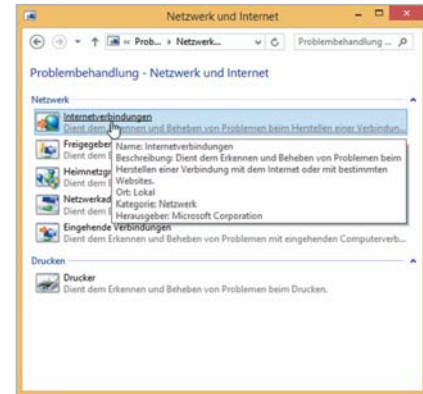 Netzwerk und Internet
« Prob... ▸ Netzwerk... Problembehandlung - ...
Problembehandlung - Netzwerk und Internet
Netzwerk
Internetverbindungen
Dient dem Erkennen und Beheben von Problemen beim Herstellen einer Verbindun...
Freigegeben
Dient dem E
Name: Internetverbindungen
Beschreibung: Dient dem Erkennen und Beheben von Problemen beim
Herstellen einer Verbindung mit dem Internet oder mit bestimmten
Websites.
Ort: Lokal
Kategorie: Netzwerk
Herausgeber: Microsoft Corporation
Heimnetzgr
Dient dem E
Netzwerkad
Dient dem E
Eingehende Verbindungen
Dient dem Erkennen und Beheben von Problemen mit eingehenden Computerverb...
Drucken
Drucker
Dient dem Erkennen und Beheben von Problemen beim Drucken.